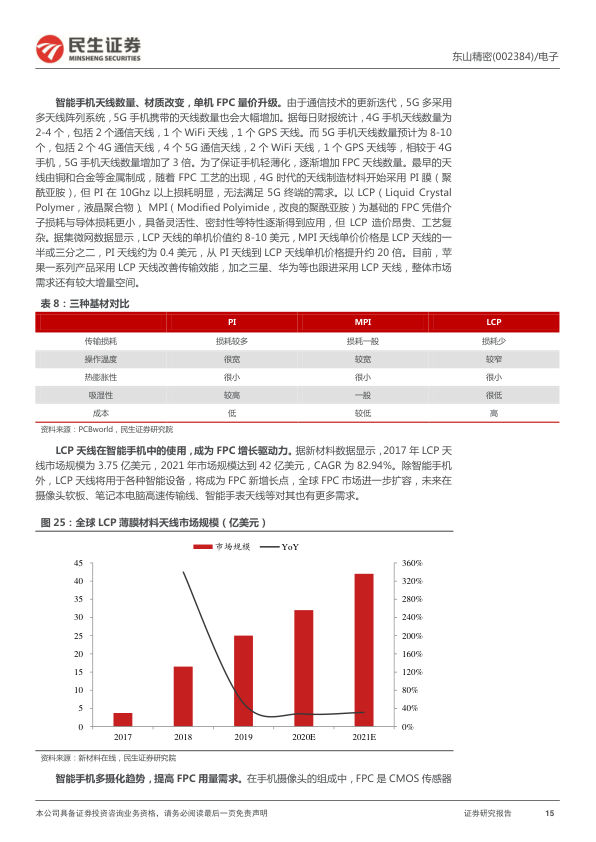 民生证券
MINSHENG SECURITIES
东山精密(002384)/电子
智能手机天线数量、材质改变，单机 FPC 量价升级。由于通信技术的更新迭代，5G 多采用
多天线阵列系统，5G 手机携带的天线数量也会大幅增加。据每日财报统计，4G 手机天线数量为
2-4 个，包括 2 个通信天线，1 个 WiFi 天线，1 个 GPS 天线。而 5G 手机天线数量预计为 8-10
个，包括 2 个 4G 通信天线，4 个 5G 通信天线，2 个 WiFi 天线，1 个 GPS 天线等，相较于 4G
手机，5G 手机天线数量增加了 3 倍。为了保证手机轻薄化，逐渐增加 FPC 天线数量。最早的天
线由铜和合金等金属制成，随着 FPC 工艺的出现，4G 时代的天线制造材料开始采用 PI 膜（聚
酰亚胺），但 PI 在 10Ghz 以上损耗明显，无法满足 5G 终端的需求。以 LCP（Liquid Crystal
Polymer，液晶聚合物）、MPI（Modified Polyimide，改良的聚酰亚胺）为基础的 FPC 凭借介
子损耗与导体损耗更小，具备灵活性、密封性等特性逐渐得到应用，但 LCP 造价昂贵、工艺复
杂。据集微网数据显示，LCP 天线的单机价值约 8-10 美元，MPI 天线单价价格是 LCP 天线的一
半或三分之二，PI 天线约为 0.4 美元，从 PI 天线到 LCP 天线单机价格提升约 20 倍。目前，苹
果一系列产品采用 LCP 天线改善传输效能，加之三星、华为等也跟进采用 LCP 天线，整体市场
需求还有较大增量空间。
表 8：三种基材对比
PI MPI LCP
传输损耗 损耗较多 损耗一般 损耗少
操作温度 很宽 较宽 较窄
热膨胀性 很小 很小 很小
吸湿性 较高 一般 很低
成本 低 较低 高
资料来源：PCBworld，民生证券研究院
LCP 天线在智能手机中的使用，成为 FPC 增长驱动力。据新材料数据显示，2017 年 LCP 天
线市场规模为 3.75 亿美元，2021 年市场规模达到 42 亿美元，CAGR 为 82.94%。除智能手机
外，LCP 天线将用于各种智能设备，将成为 FPC 新增长点，全球 FPC 市场进一步扩容，未来在
摄像头软板、笔记本电脑高速传输线、智能手表天线等对其也有更多需求。
图 25：全球 LCP 薄膜材料天线市场规模（亿美元）
市场规模 YoY
45 360%
40 320%
35 280%
30 240%
25 200%
20 160%
15 120%
10 80%
5 40%
0 0%
2017 2018 2019 2020E 2021E
资料来源：新材料在线，民生证券研究院
智能手机多摄化趋势，提高 FPC 用量需求。在手机摄像头的组成中，FPC 是 CMOS 传感器
本公司具备证券投资咨询业务资格，请务必阅读最后一页免责声明 证券研究报告 15